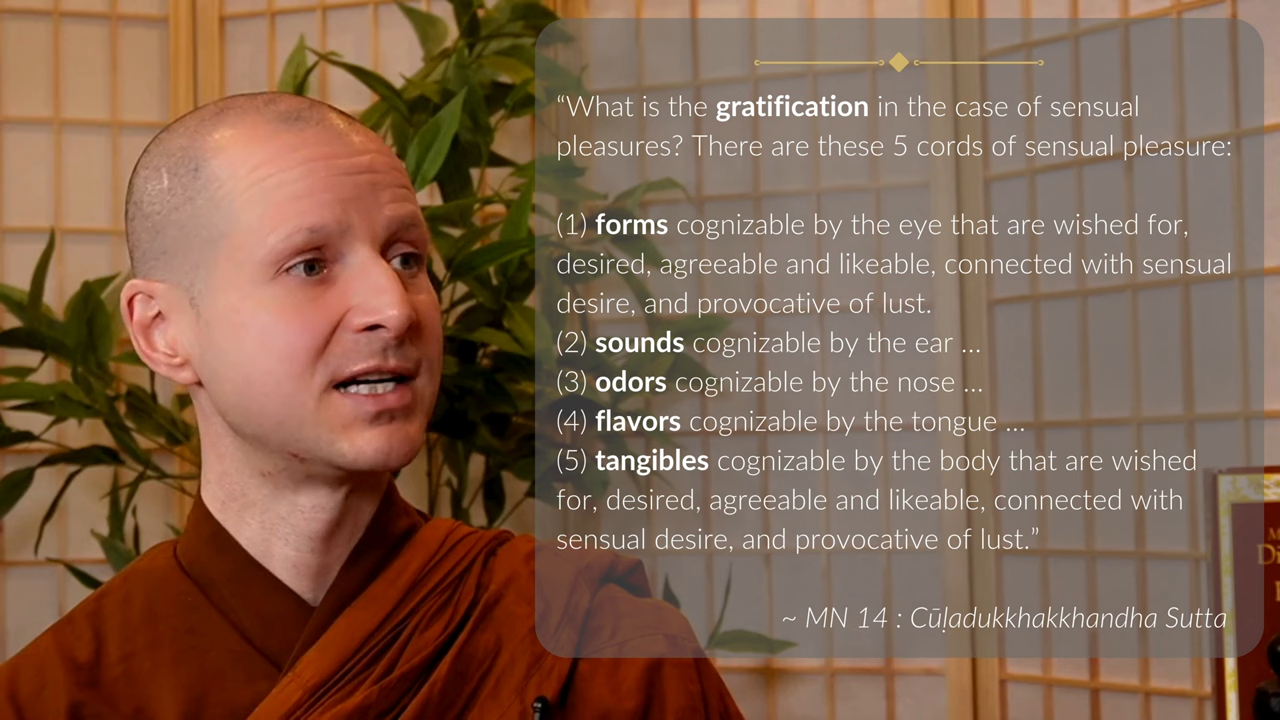 “What is the gratification in the case of sensual
pleasures? There are these 5 cords of sensual pleasure:
(1) forms cognizable by the eye that are wished for,
desired, agreeable and likeable, connected with sensual
desire, and provocative of lust.
(2) sounds cognizable by the ear ...
(3) odors cognizable by the nose ...
(4) flavors cognizable by the tongue ...
(5) tangibles cognizable by the body that are wished
for, desired, agreeable and likeable, connected with
sensual desire, and provocative of lust.”
~ MN 14 : Cūḷadukkhakkhandha Sutta